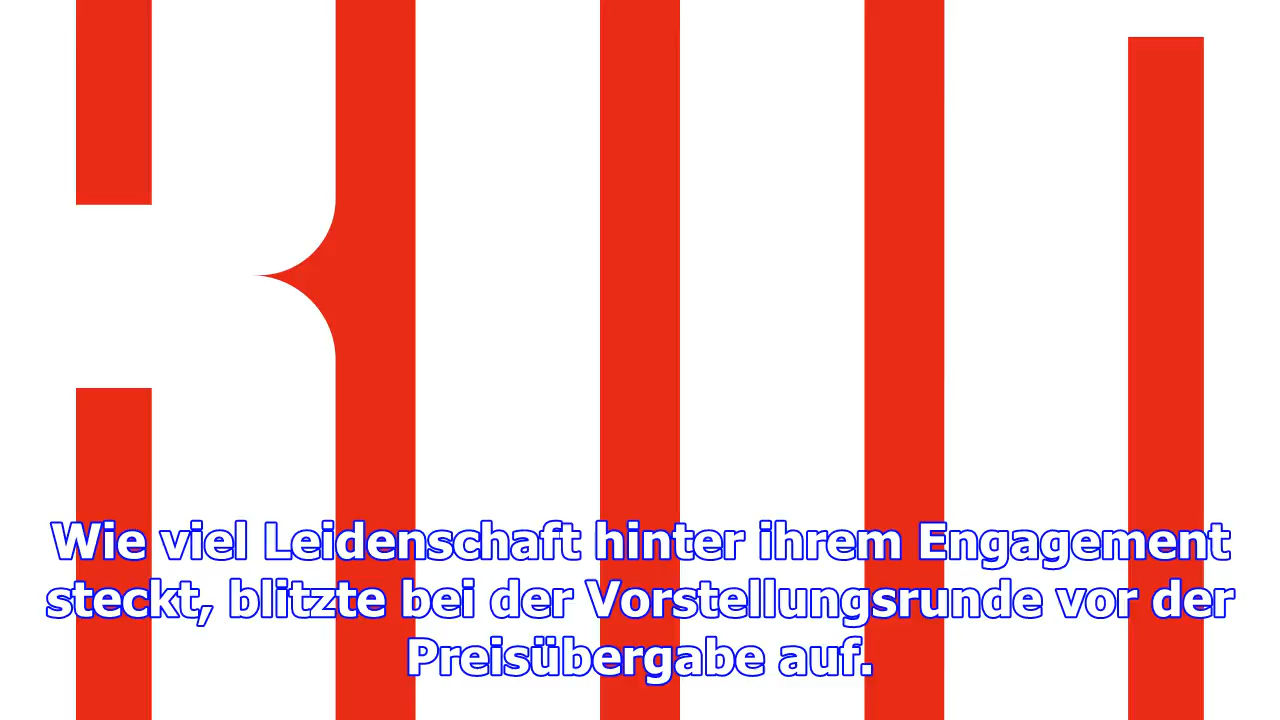 Wie viel Leidenschaft hinter ihrem Engagement
steckt, blitzte bei der Vorstellungsrunde vor der
Preisübergabe auf.